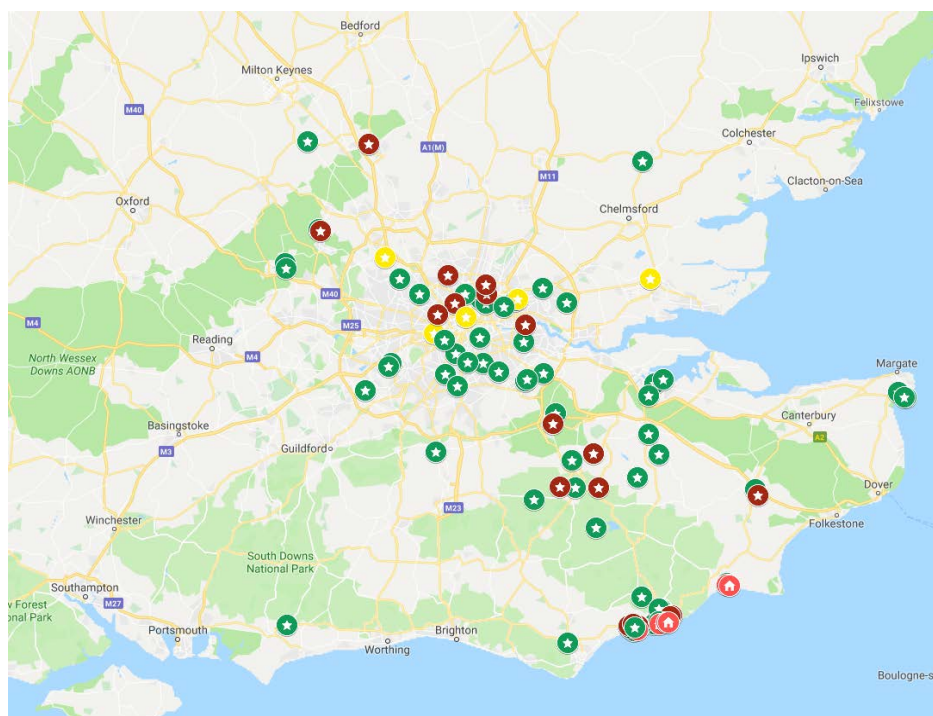 Bedford
Ipswich
Milton Keynes
Felixstowe
M40
Colchester
A1(M)
M11
Clacton-on-Sea
Oxford
Chelmsford
M40
M4
M25
Reading
M4
North Wessex
Downs AONB
Margate
Canterbury
Basingstoke
A2
Guildford
M3
Dover
M23
Folkestone
Winchester
South Downs
National Park
Southampton
w Forest
onal Park
M27
Portsmouth
Brighton
Worthing
Boulogne-s